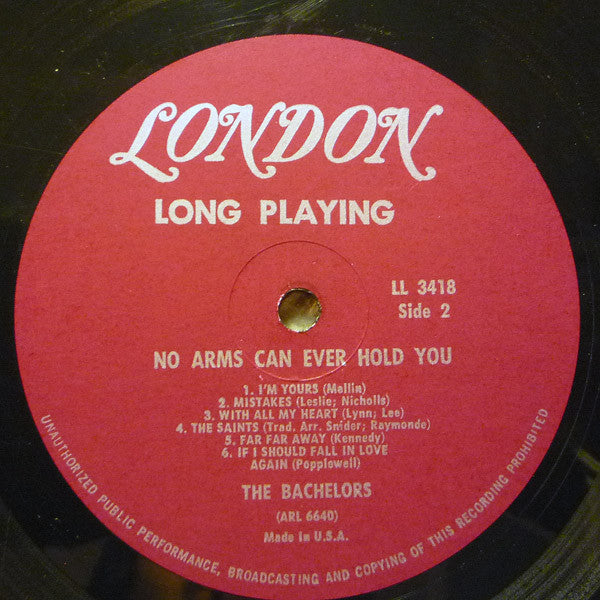 LONDON
LONG PLAYING
LL 3418
Side 2
NO ARMS CAN EVER HOLD YOU
1. I'M YOURS (Mellin)
2. MISTAKES (Leslie; Nicholls)
3. WITH ALL MY HEART (Lynn; Lee)
4. THE SAINTS (Trad. Arr. Snider; Raymonde)
5. FAR FAR AWAY (Kennedy)
6. IF I SHOULD FALL IN LOVE
AGAIN (Popplewell)
THE BACHELORS
(ARL 6640)
Made in U.S.A.
UNAUTHORIZED PUBLIC PERFORMANCE, BROADCASTING AND COPYING OF THIS RECORDING PROHIBITED